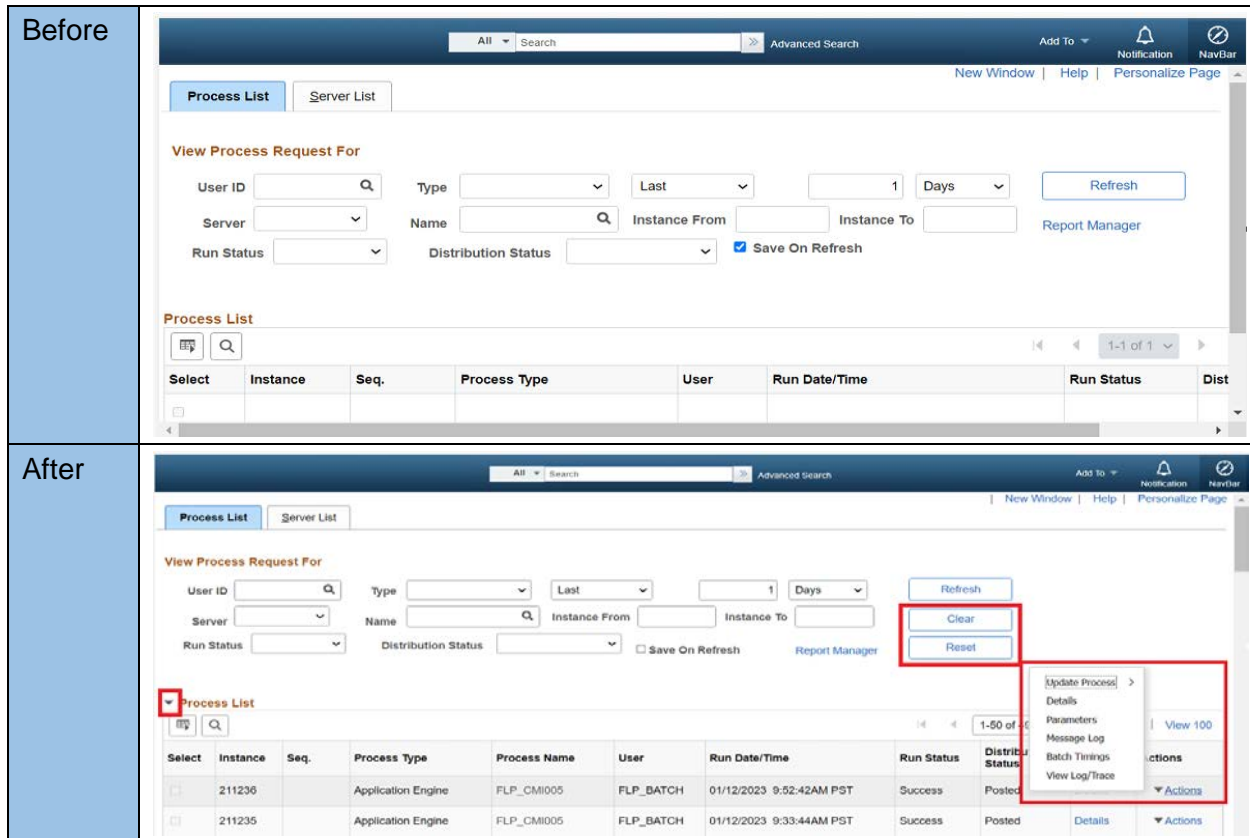 Before
All Search Advanced Search Add To Notification NavBar
New Window | Help | Personalize Page
Process List Server List
View Process Request For
User ID Type Last 1 Days Refresh
Server Name Instance From Instance To Report Manager
Run Status Distribution Status Save On Refresh
Process List
1-1 of 1
Select Instance Seq. Process Type User Run Date/Time Run Status Dist
After
All Search Advanced Search Add To Notification NavBar
| New Window | Help | Personalize Page
Process List Server List
View Process Request For
User ID Type Last 1 Days Refresh
Server Name Instance From Instance To Clear
Run Status Distribution Status Save On Refresh Report Manager Reset
Update Process
Details
Parameters
Message Log
Batch Timings
View Log/Trace
Process List
1-50 of | View 100
Select Instance Seq. Process Type Process Name User Run Date/Time Run Status Distribu Status ctions
211236 Application Engine FLP_CMI005 FLP_BATCH 01/12/2023 9:52:42AM PST Success Posted Actions
211235 Application Engine FLP_CMI005 FLP_BATCH 01/12/2023 9:33:44AM PST Success Posted Details Actions